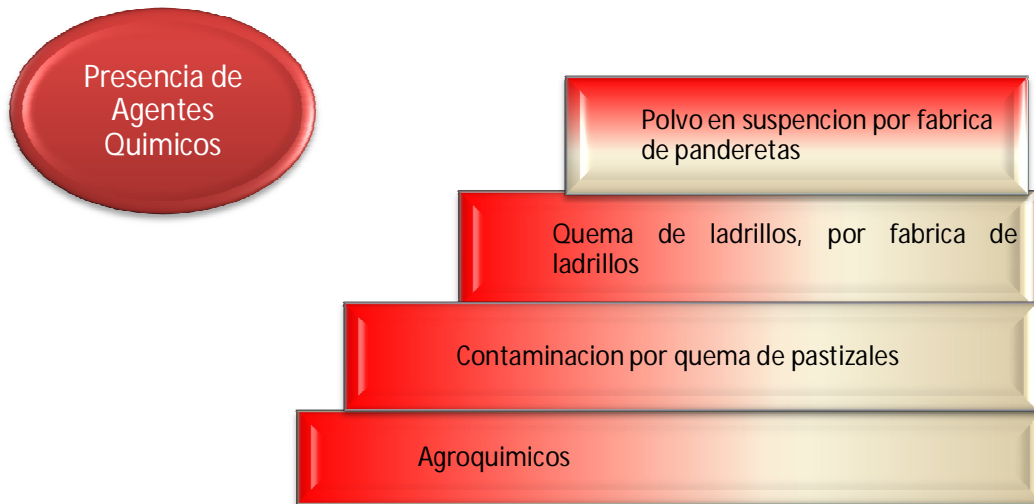 Presencia de
Agentes
Quimicos
Polvo en suspencion por fabrica
de panderetas
Quema de ladrillos, por fabrica de
ladrillos
Contaminacion por quema de pastizales
Agroquimicos